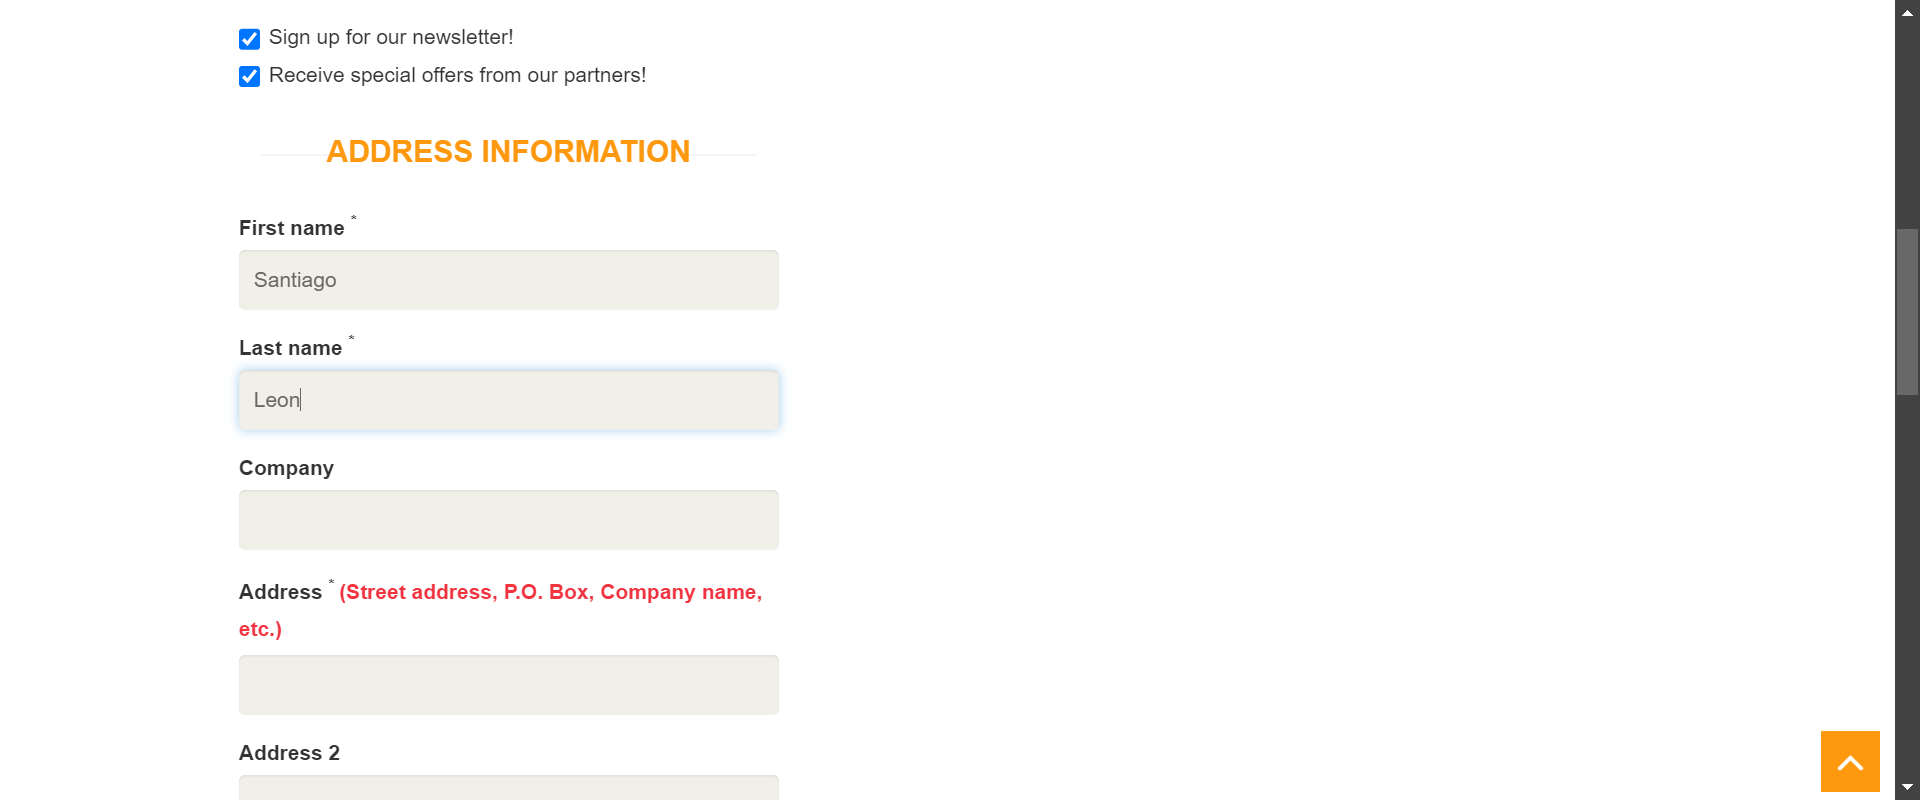 Sign up for our newsletter!
Receive special offers from our partners!
ADDRESS INFORMATION
First name *
Santiago
Last name *
Leon
Company
Address * (Street address, P.O. Box, Company name,
etc.)
Address 2